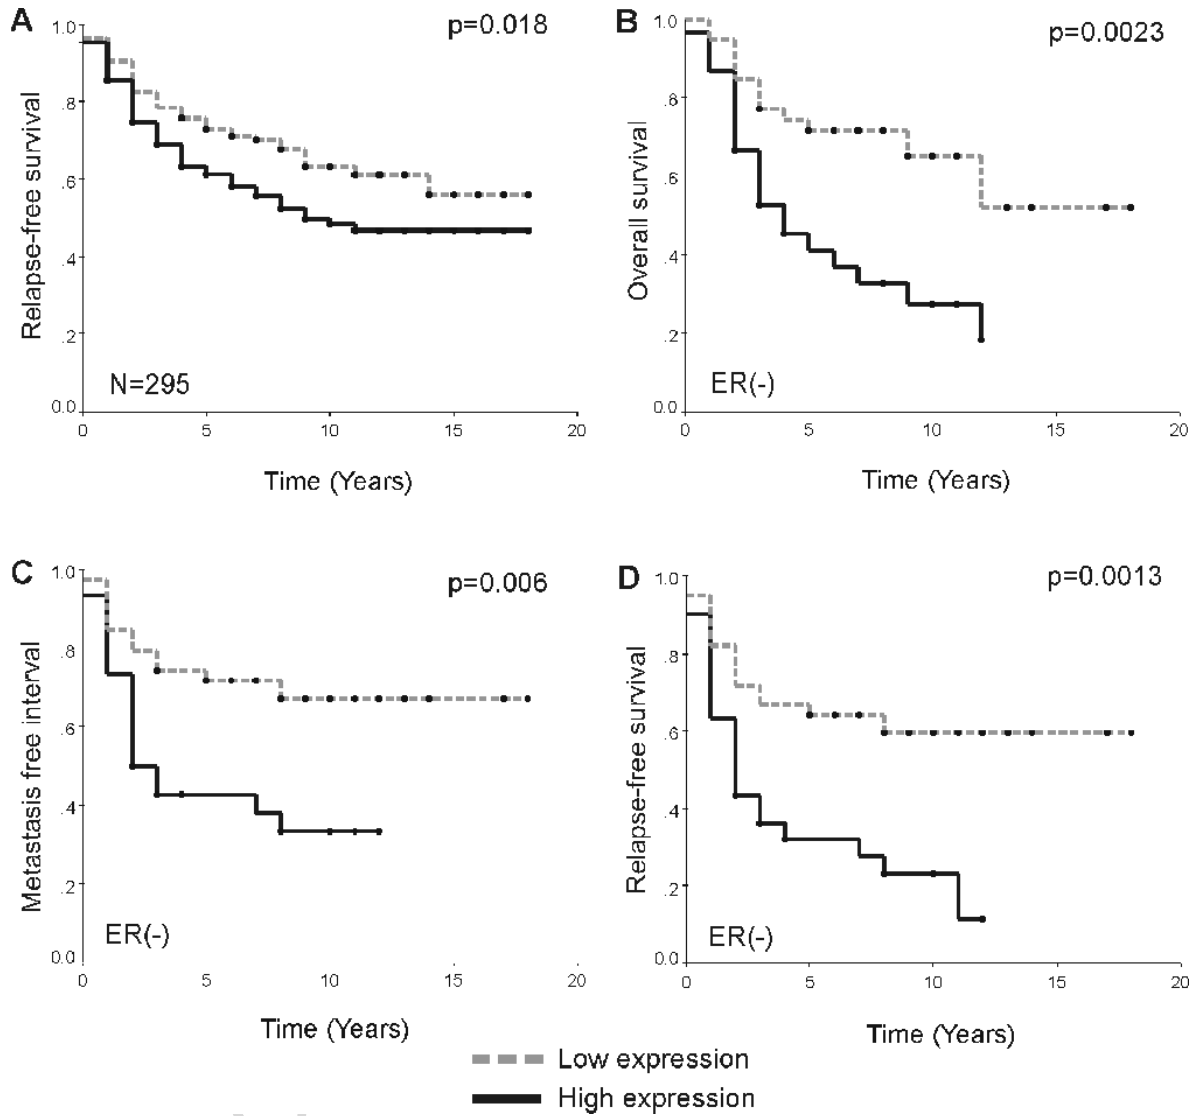 A
p=0.018
Relapse-free survival
1.0
.8
.6
.4
.2
0.0
N=295
0 5 10 15 20
Time (Years)
B
p=0.0023
Overall survival
1.0
.8
.6
.4
.2
0.0
ER(-)
0 5 10 15 20
Time (Years)
C
p=0.006
Metastasis free interval
1.0
.8
.6
.4
.2
0.0
ER(-)
0 5 10 15 20
Time (Years)
D
p=0.0013
Relapse-free survival
1.0
.8
.6
.4
.2
0.0
ER(-)
0 5 10 15 20
Time (Years)
Low expression
High expression